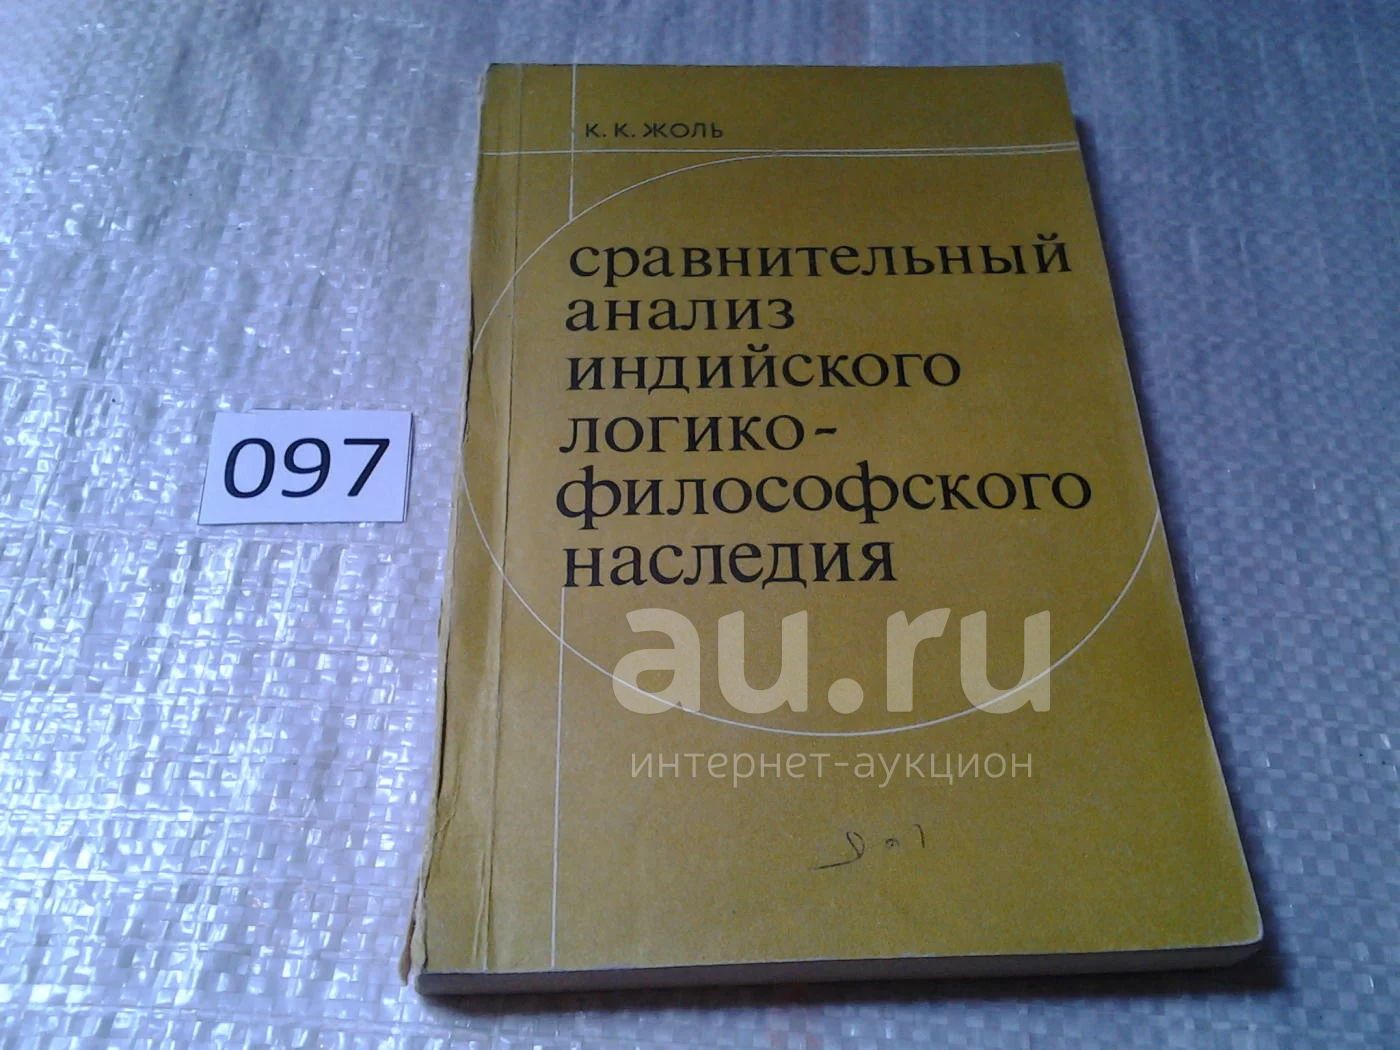 К. К. ЖОЛЬ
сравнительный
анализ
индийского
логико-
философского
наследия
097
au.ru
интернет-аукцион